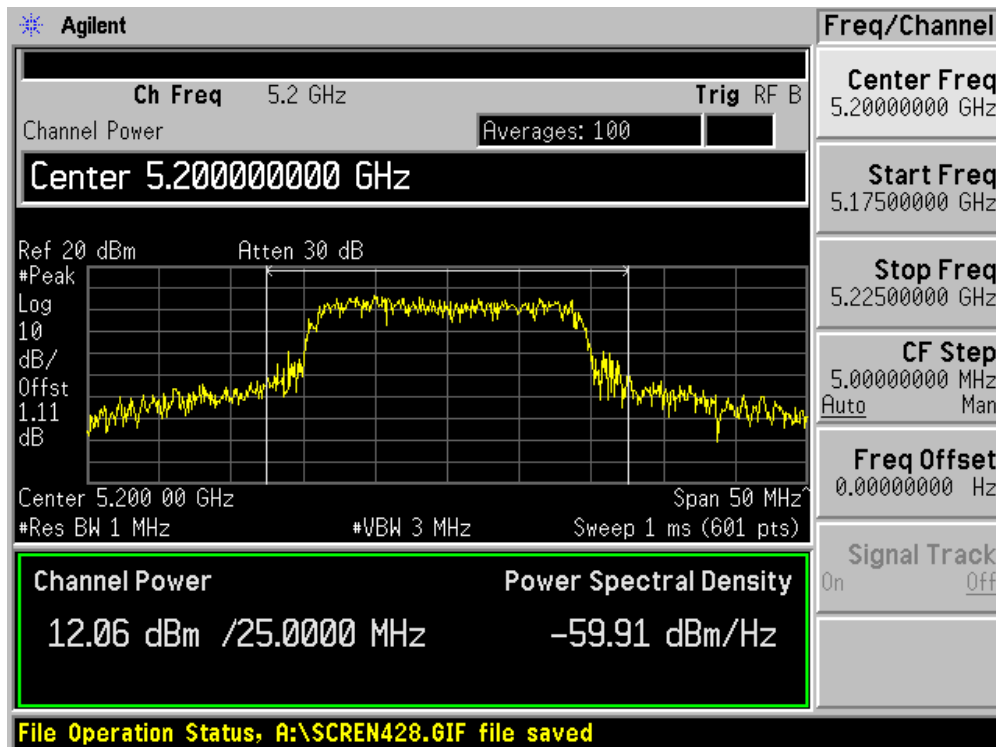 Agilent
Freq/Channel
Ch Freq 5.2 GHz Trig RF B
Channel Power Averages: 100
Center 5.200000000 GHz
Ref 20 dBm Atten 30 dB
#Peak
Log
10
dB/
Offst
1.11
dB
Center 5.200 00 GHz Span 50 MHz^
#Res BW 1 MHz #VBW 3 MHz Sweep 1 ms (601 pts)
Channel Power Power Spectral Density
12.06 dBm /25.0000 MHz -59.91 dBm/Hz
File Operation Status, A:\SCREN428.GIF file saved
Center Freq
5.20000000 GHz
Start Freq
5.17500000 GHz
Stop Freq
5.22500000 GHz
CF Step
5.00000000 MHz
Auto Man
Freq Offset
0.00000000 Hz
Signal Track
On Off